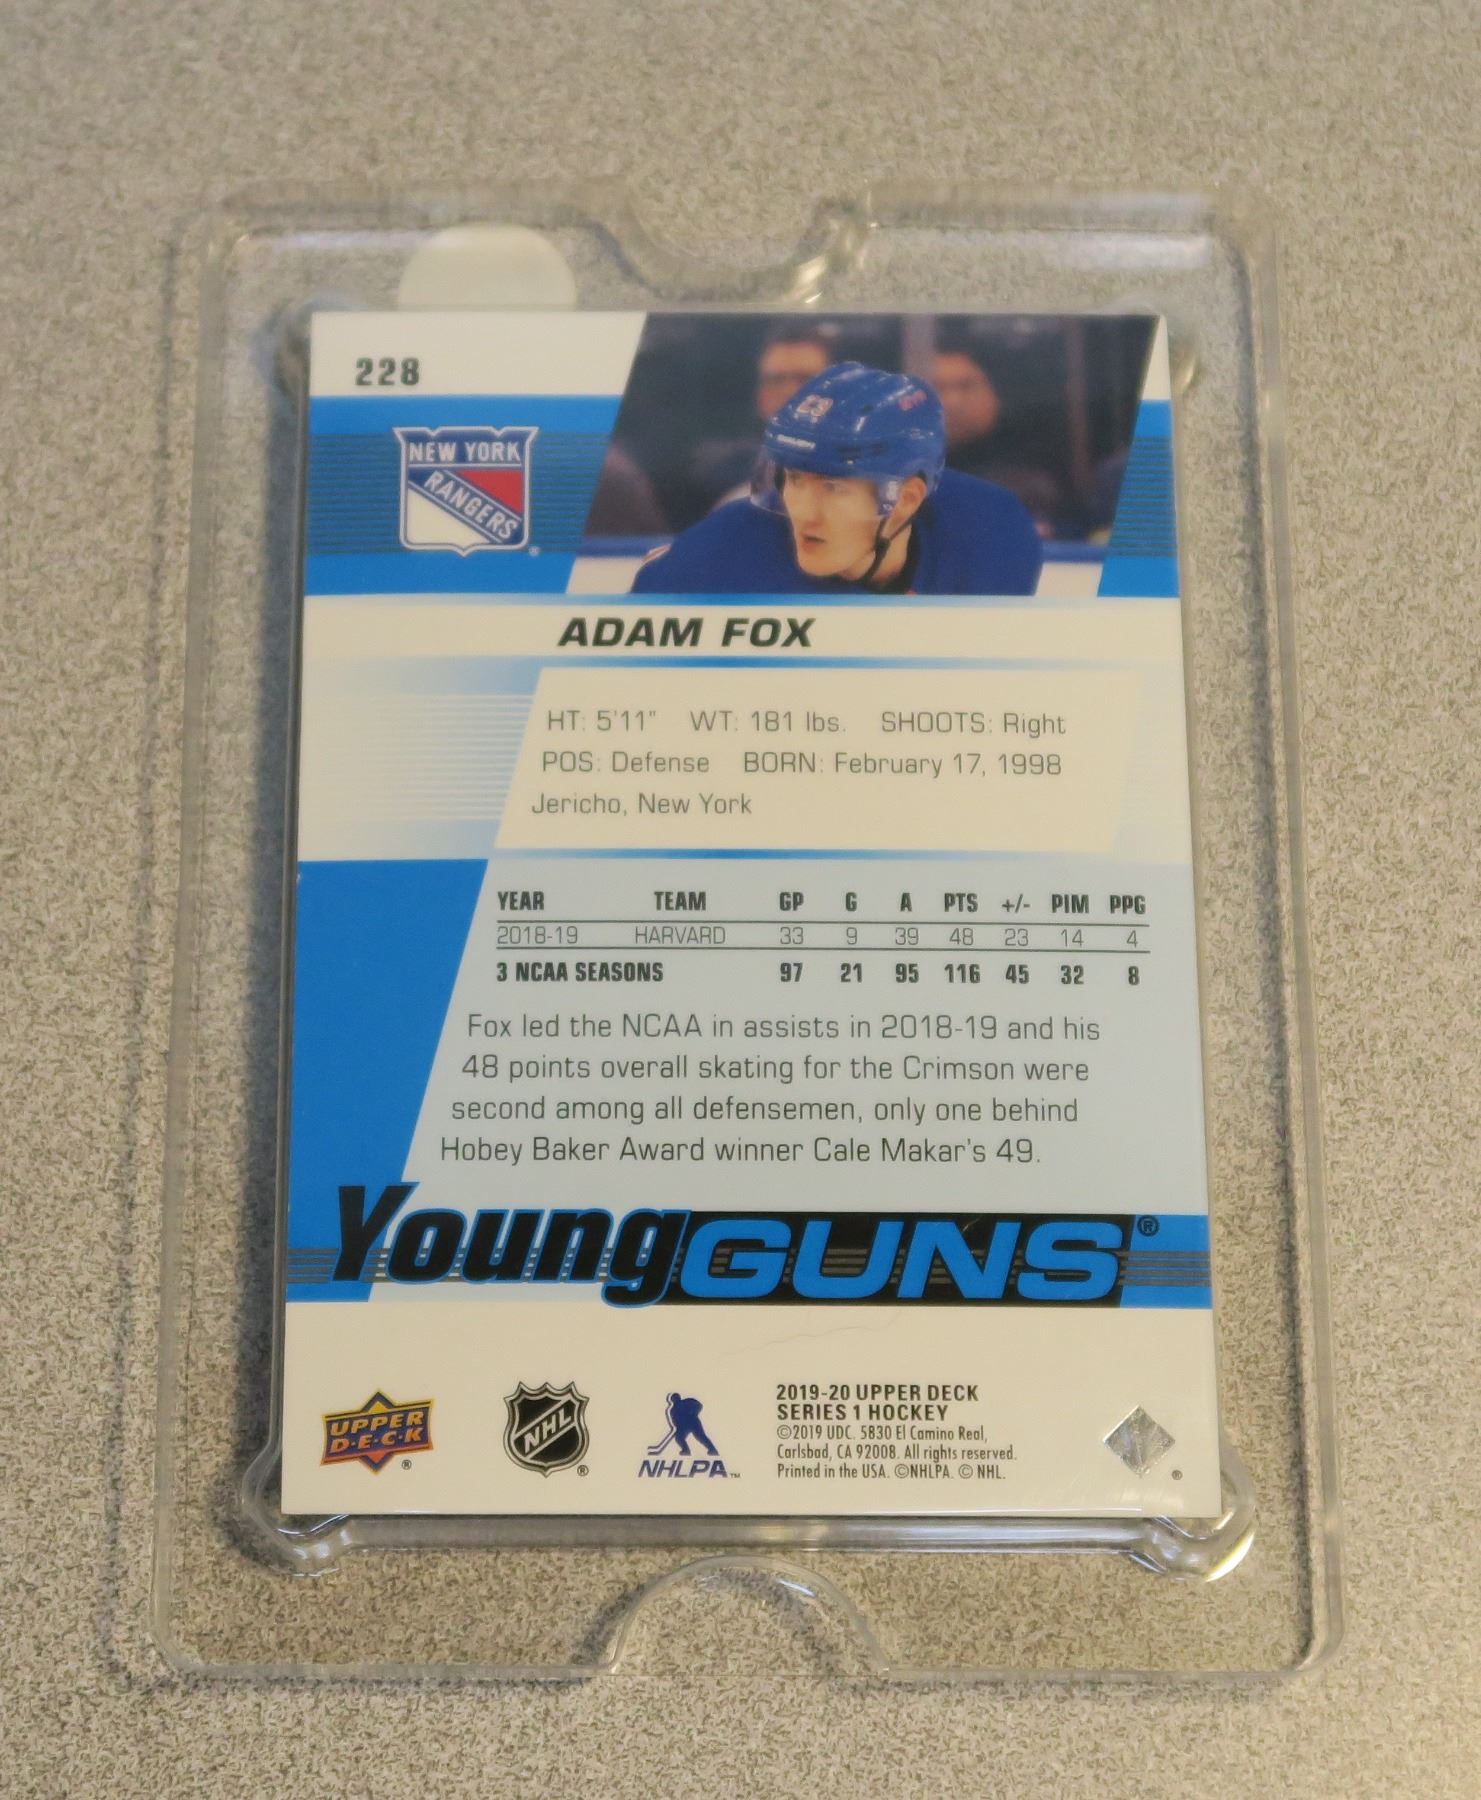 228
NEW YORK
RANGERS
®
23
BAUER
ADAM FOX
HT: 5'11" WT: 181 lbs. SHOOTS: Right
POS: Defense BORN: February 17, 1998
Jericho, New York
YEAR TEAM GP G A PTS +/- PIM PPG
2018-19 HARVARD 33 9 39 48 23 14 4
3 NCAA SEASONS 97 21 95 116 45 32 8
Fox led the NCAA in assists in 2018-19 and his
48 points overall skating for the Crimson were
second among all defensemen, only one behind
Hobey Baker Award winner Cale Makar's 49.
Young GUNS®
UPPER
D·E·C·K
®
NHL
®
NHLPA™
2019-20 UPPER DECK
SERIES 1 HOCKEY
©2019 UDC. 5830 El Camino Real,
Carlsbad, CA 92008. All rights reserved.
Printed in the USA. ©NHLPA. © NHL.
®